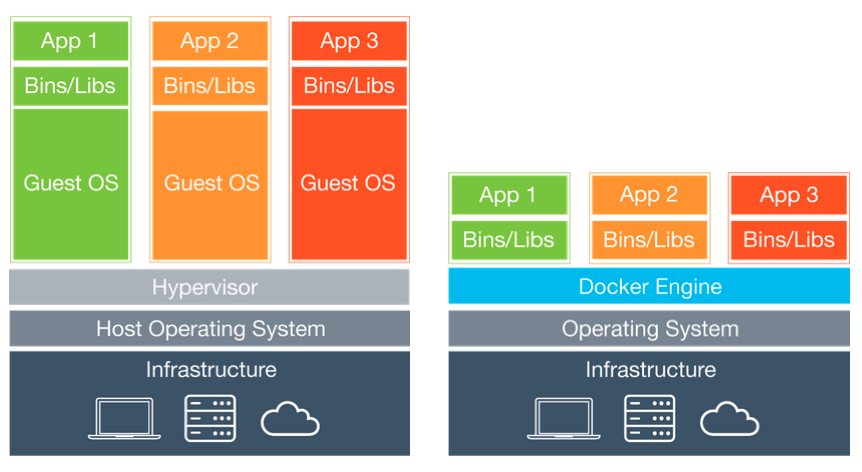 App 1
App 2
App 3
Bins/Libs
Bins/Libs
Bins/Libs
Guest OS
Guest OS
Guest OS
Hypervisor
Host Operating System
Infrastructure
App 1
App 2
App 3
Bins/Libs
Bins/Libs
Bins/Libs
Docker Engine
Operating System
Infrastructure